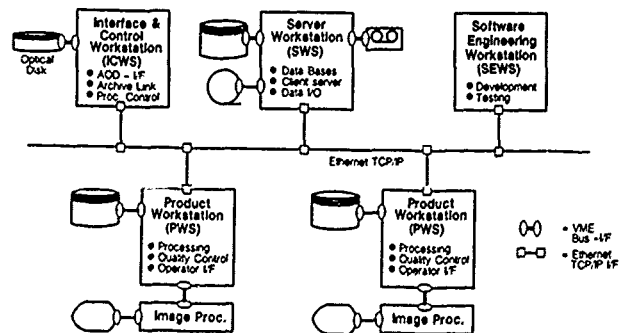 Interface &
Control
Workstation
(ICWS)
• AOD - I/F
• Archive Link
• Proc. Control
Optical
Disk
Server
Workstation
(SWS)
• Data Bases
• Client server
• Data I/O
Software
Engineering
Workstation
(SEWS)
• Development
• Testing
Ethernet TCP/IP
Product
Workstation
(PWS)
• Processing
• Quality Control
• Operator I/F
Image Proc.
Product
Workstation
(PWS)
• Processing
• Quality Control
• Operator I/F
Image Proc.
• VME
Bus -I/F
• Ethernet
TCP/IP I/F